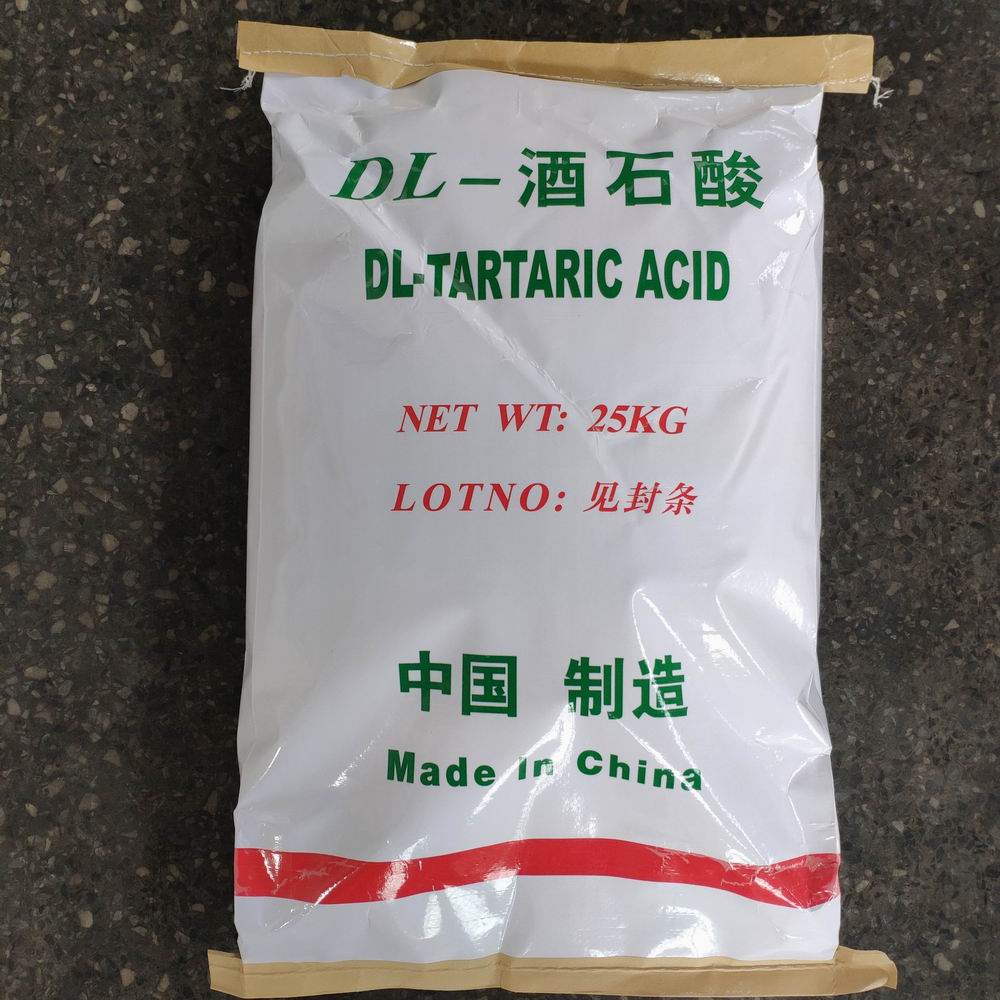 DL-酒石酸
DL-TARTARIC ACID
NET WT: 25KG
LOTNO: 见封条
中国 制造
Made in China